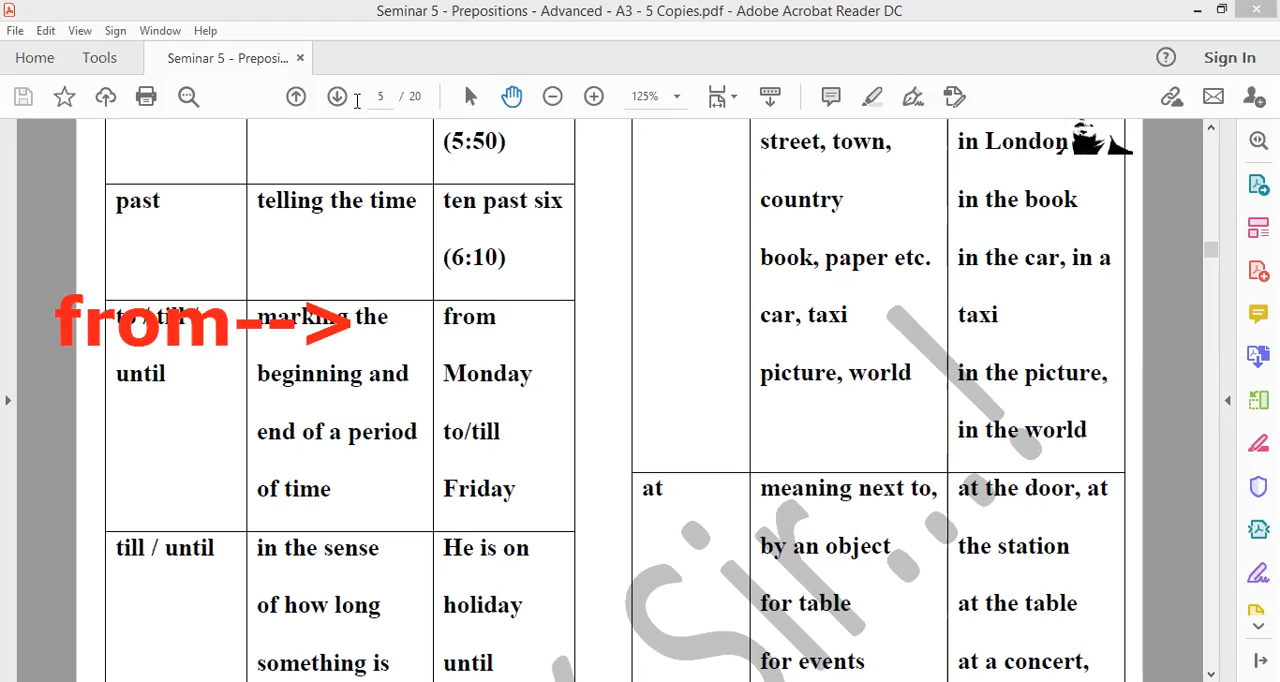 Seminar 5 - Prepositions - Advanced - A3 - 5 Copies.pdf - Adobe Acrobat Reader DC
File Edit View Sign Window Help
Home Tools Seminar 5 - Preposi... × Sign In
5 / 20 125%
(5:50)
past telling the time ten past six
(6:10)
from-->
to / till / marking the from
until beginning and Monday
end of a period to/till
of time Friday
till / until in the sense He is on
of how long holiday
something is until
street, town, in London
country in the book
book, paper etc. in the car, in a
car, taxi taxi
picture, world in the picture,
in the world
at meaning next to, at the door, at
by an object the station
for table at the table
for events at a concert,
Sir...!